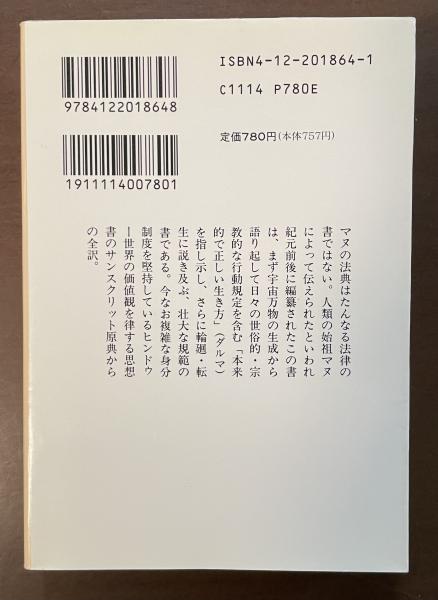 ISBN4-12-201864-1
C1114 P780E
9784122018648
定価780円(本体757円)
1911114007801
マヌの法典はたんなる法律の
書ではない。人類の始祖マヌ
によって伝えられたといわれ
紀元前後に編纂されたこの書
は、まず宇宙万物の生成から
語り起して日々の世俗的・宗
教的な行動規定を含む「本来
的で正しい生き方」(ダルマ)
を指し示し、さらに輪廻・転
生に説き及ぶ、壮大な規範の
書である。今なお複雑な身分
制度を堅持しているヒンドゥ
ー世界の価値観を律する思想
書のサンスクリット原典から
の全訳。